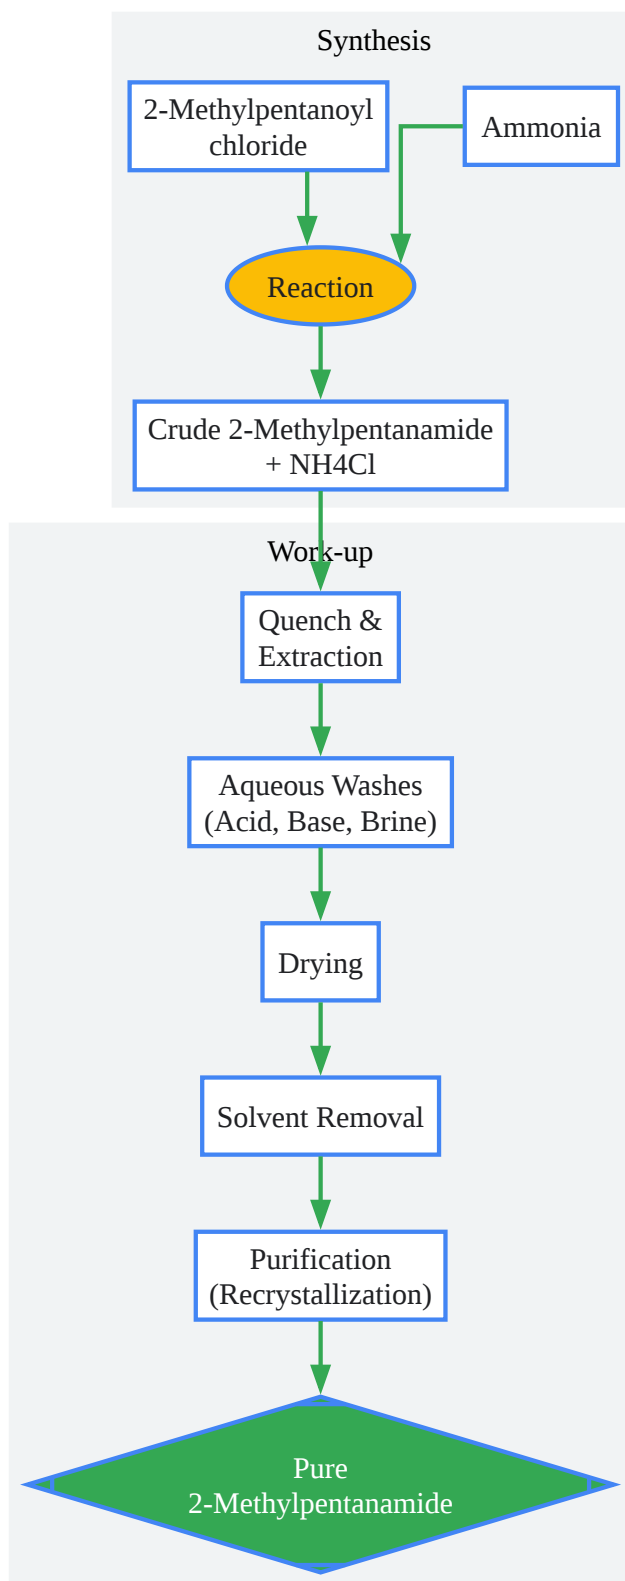 Synthesis
2-Methylpentanoyl
chloride
Ammonia
Reaction
Crude 2-Methylpentanamide
+ NH4Cl
Work-up
Quench &
Extraction
Aqueous Washes
(Acid, Base, Brine)
Drying
Solvent Removal
Purification
(Recrystallization)
Pure
2-Methylpentanamide